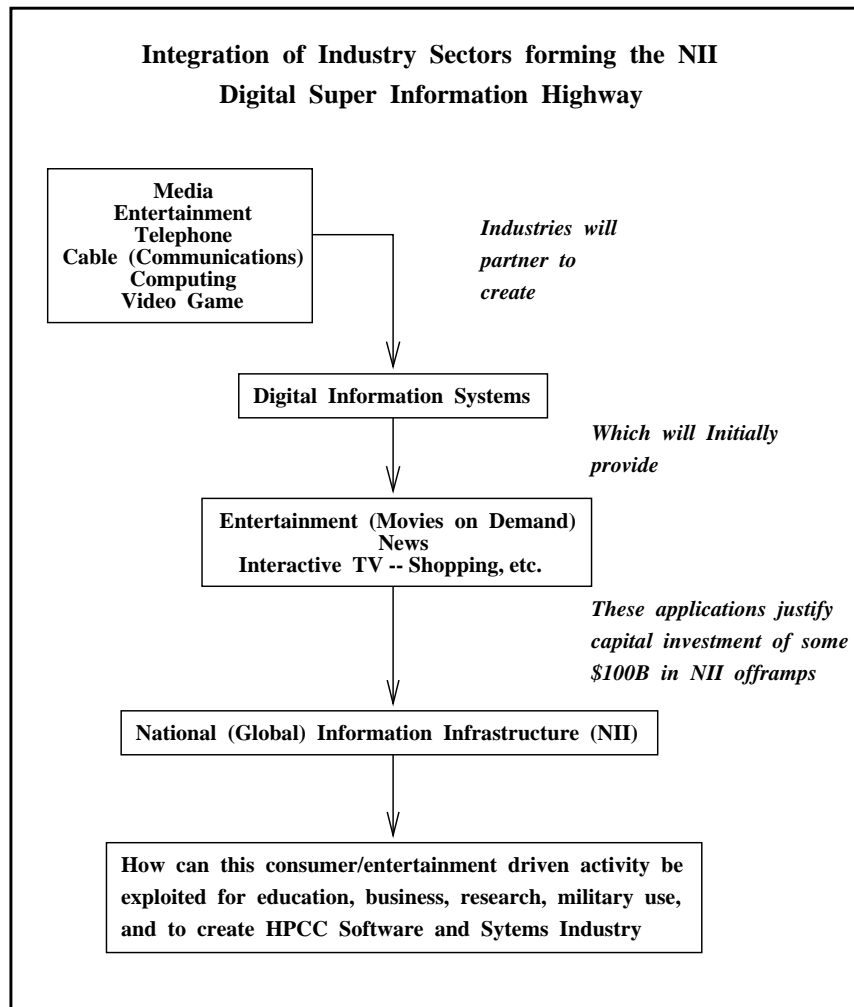 Integration of Industry Sectors forming the NII
Digital Super Information Highway
Media
Entertainment
Telephone
Cable (Communications)
Computing
Video Game
Industries will
partner to
create
Digital Information Systems
Which will Initially
provide
Entertainment (Movies on Demand)
News
Interactive TV -- Shopping, etc.
These applications justify
capital investment of some
$100B in NII offramps
National (Global) Information Infrastructure (NII)
How can this consumer/entertainment driven activity be
exploited for education, business, research, military use,
and to create HPCC Software and Sytems Industry